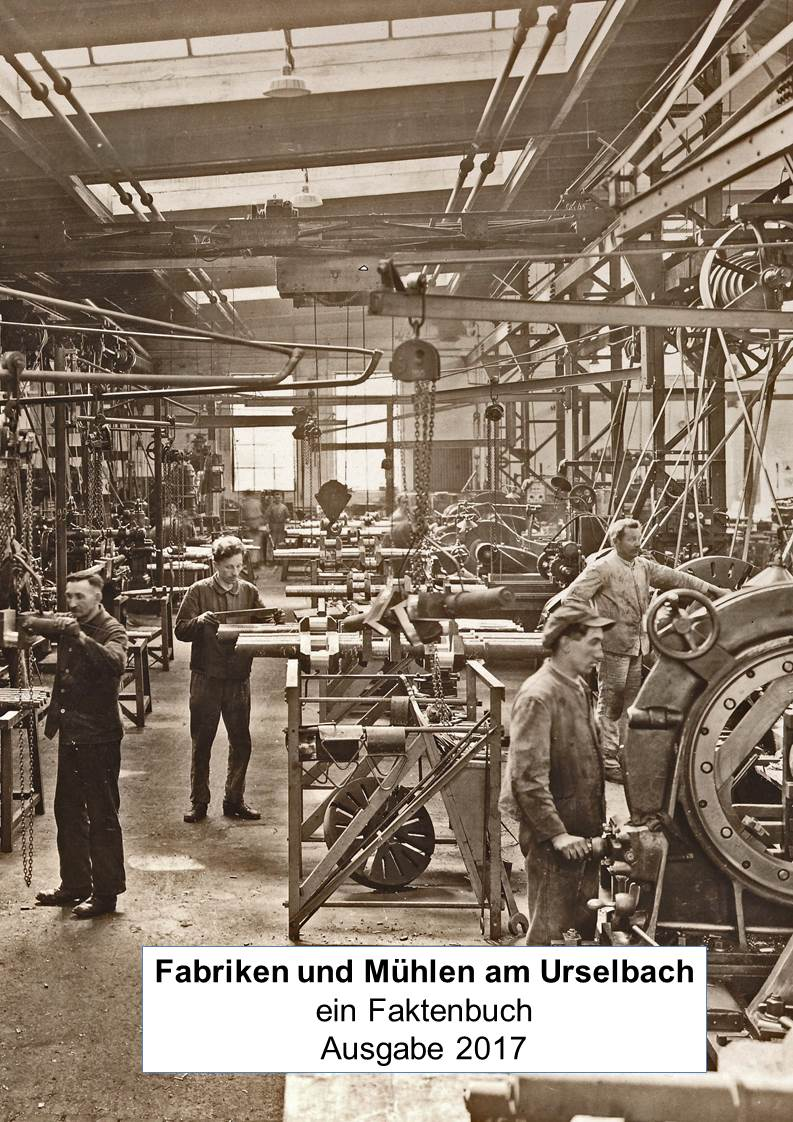 Fabriken und Mühlen am Urselbach
ein Faktenbuch
Ausgabe 2017